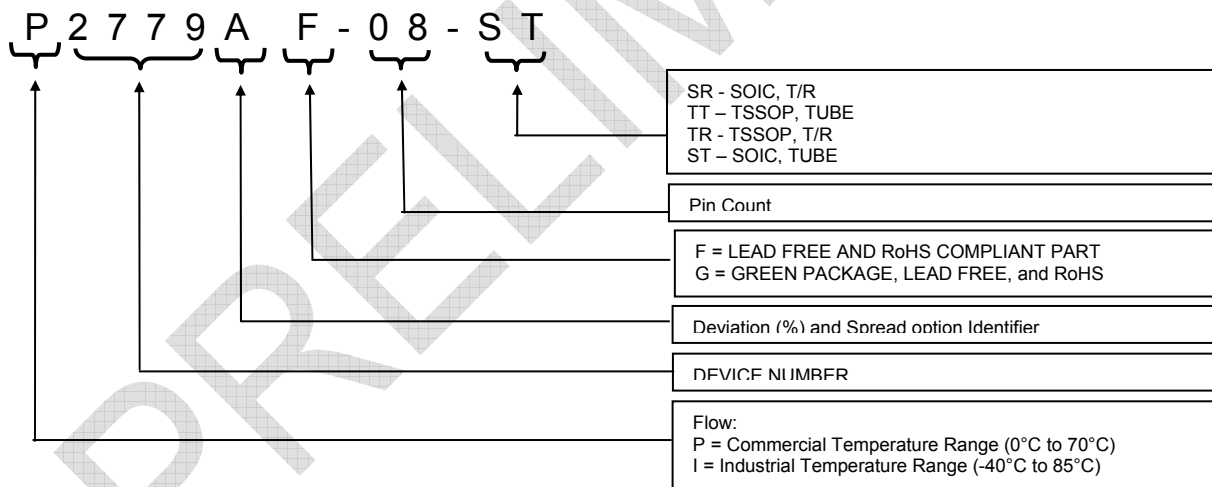 P 2 7 7 9 A F - 0 8 - S T
SR - SOIC, T/R
TT – TSSOP, TUBE
TR - TSSOP, T/R
ST – SOIC, TUBE
Pin Count
F = LEAD FREE AND RoHS COMPLIANT PART
G = GREEN PACKAGE, LEAD FREE, and RoHS
Deviation (%) and Spread option Identifier
DEVICE NUMBER
Flow:
P = Commercial Temperature Range (0°C to 70°C)
I = Industrial Temperature Range (-40°C to 85°C)
PRELIM